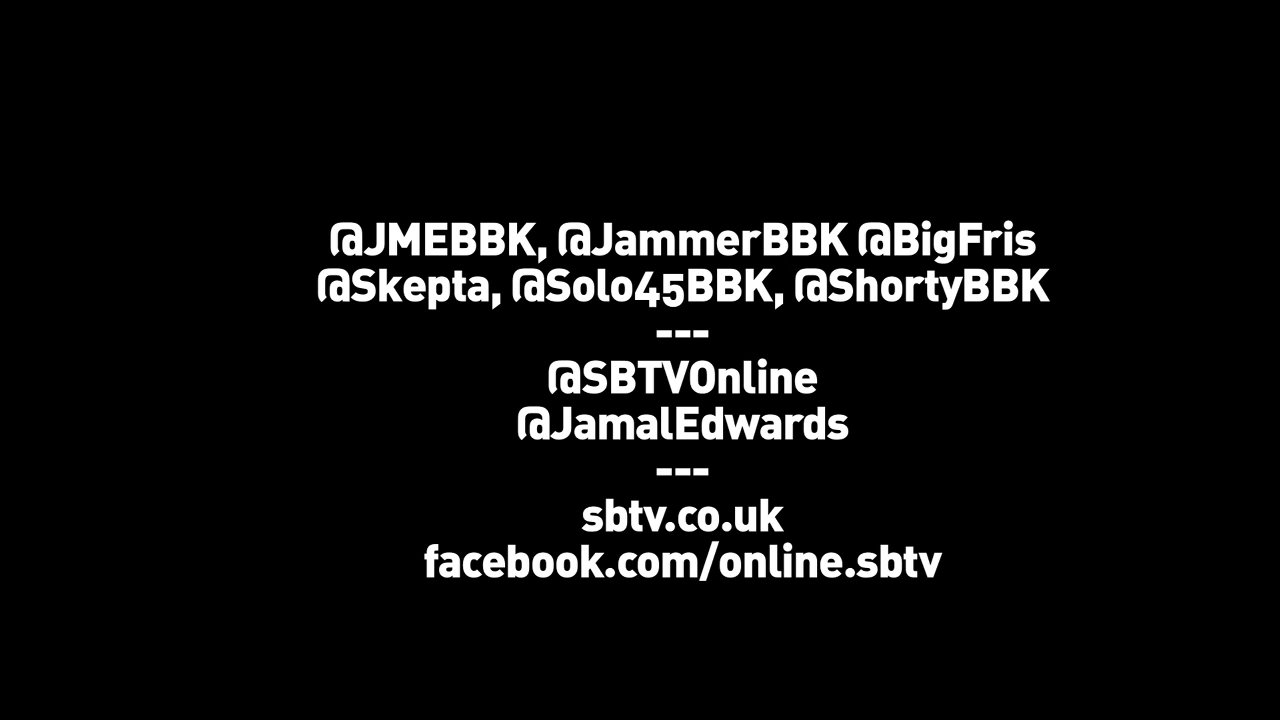 @JMEBBK, @JammerBBK @BigFris
@Skepta, @Solo45BBK, @ShortyBBK
---
@SBTVOnline
@JamalEdwards
---
sbtv.co.uk
facebook.com/online.sbtv